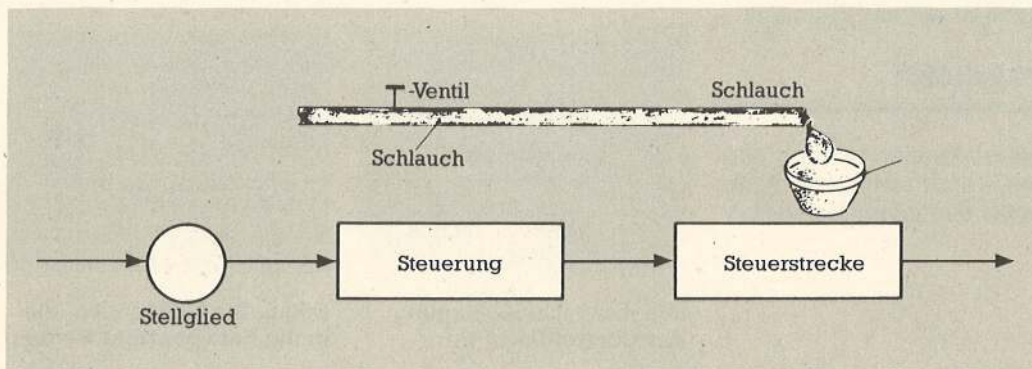 -Ventil
Schlauch
Schlauch
Steuerung
Steuerstrecke
Stellglied